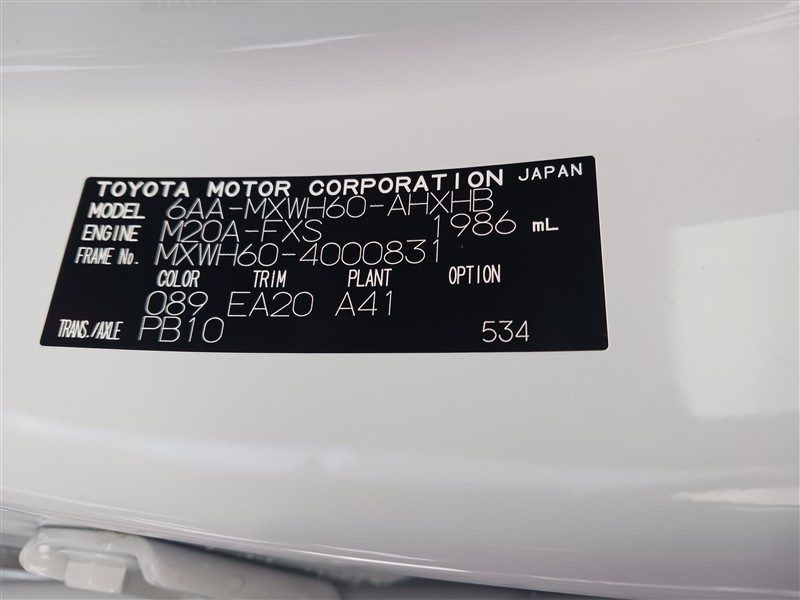 TOYOTA MOTOR CORPORATION JAPAN
MODEL 6AA-MXWH60-AHXHB
ENGINE M20A-FXS 1986 mL
FRAME No. MXWH60-4000831
COLOR TRIM PLANT OPTION
089 EA20 A41
TRANS./AXLE PB10 534